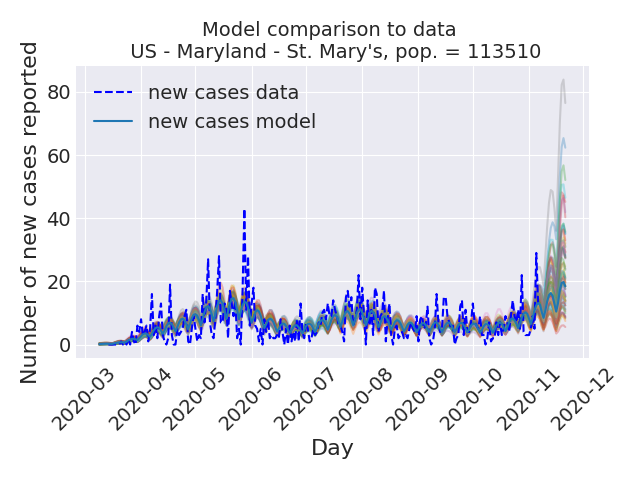 Model comparison to data
US - Maryland - St. Mary's, pop. = 113510
Number of new cases reported
80
60
40
20
0
new cases data
new cases model
2020-03
2020-04
2020-05
2020-06
2020-07
2020-08
2020-09
2020-10
2020-11
2020-12
Day